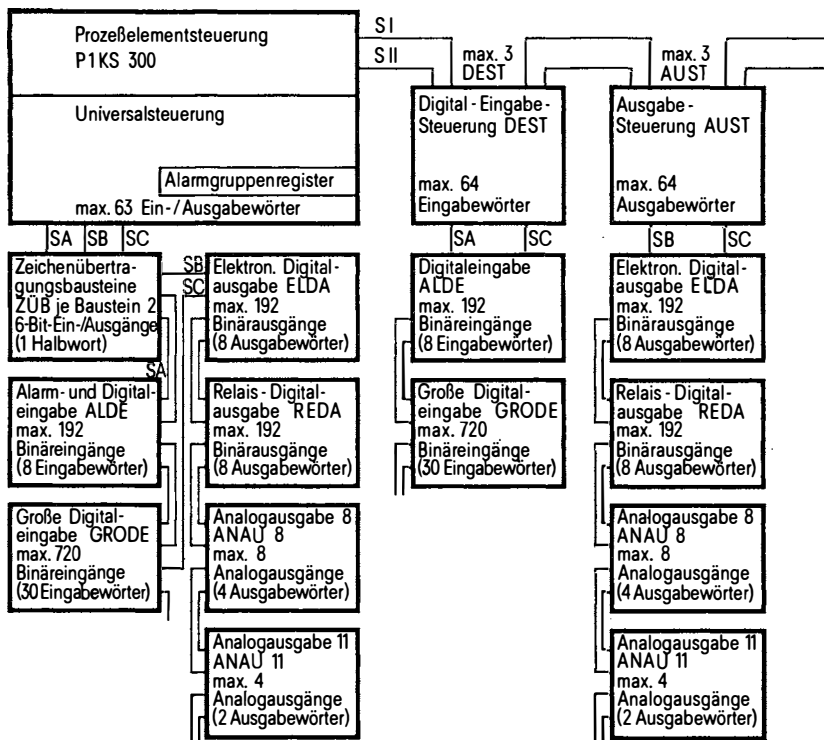 Prozeßelementsteuerung
P1KS 300
Universalsteuerung
Alarmgruppenregister
max. 63 Ein-/Ausgabewörter
SI
SII
max. 3
DEST
max. 3
AUST
Digital-Eingabe-
Steuerung DEST
max. 64
Eingabewörter
Ausgabe-
Steuerung AUST
max. 64
Ausgabewörter
SA
SB
SC
SA
SC
SB
SC
Zeichenübertra-
gungsbausteine
ZÜB je Baustein 2
6-Bit-Ein-/Ausgänge
(1 Halbwort)
SB
SC
SA
Elektron. Digital-
ausgabe ELDA
max. 192
Binärausgänge
(8 Ausgabewörter)
Digitaleingabe
ALDE
max. 192
Binäreingänge
(8 Eingabewörter)
Elektron. Digital-
ausgabe ELDA
max. 192
Binärausgänge
(8 Ausgabewörter)
Alarm- und Digital-
eingabe ALDE
max. 192
Binäreingänge
(8 Eingabewörter)
Relais-Digital-
ausgabe REDA
max. 192
Binärausgänge
(8 Ausgabewörter)
Große Digital-
eingabe GRODE
max. 720
Binäreingänge
(30 Eingabewörter)
Relais-Digital-
ausgabe REDA
max. 192
Binärausgänge
(8 Ausgabewörter)
Große Digital-
eingabe GRODE
max. 720
Binäreingänge
(30 Eingabewörter)
Analogausgabe 8
ANAU 8
max. 8
Analogausgänge
(4 Ausgabewörter)
Analogausgabe 8
ANAU 8
max. 8
Analogausgänge
(4 Ausgabewörter)
Analogausgabe 11
ANAU 11
max. 4
Analogausgänge
(2 Ausgabewörter)
Analogausgabe 11
ANAU 11
max. 4
Analogausgänge
(2 Ausgabewörter)